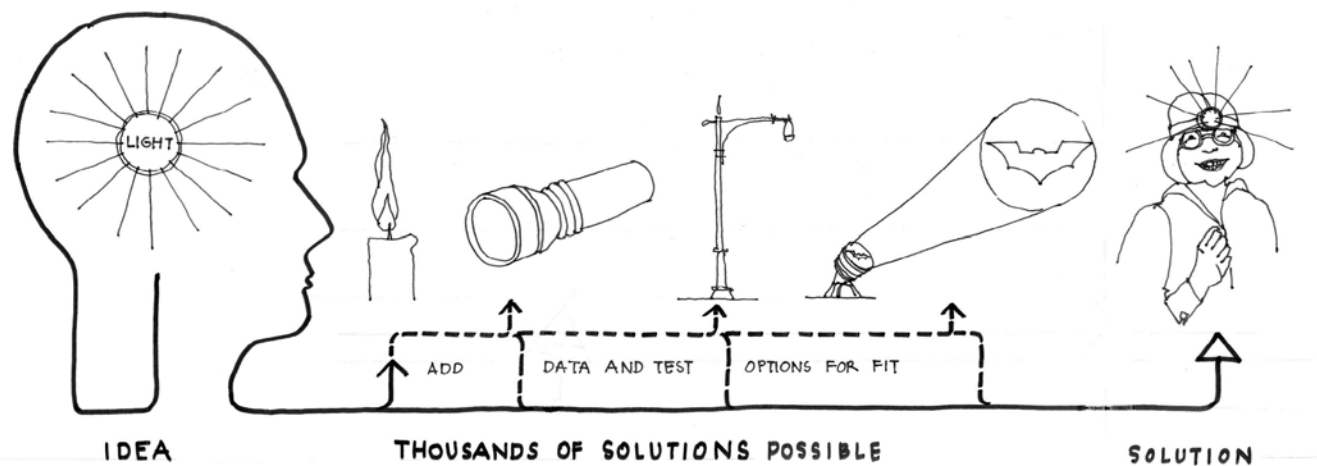 LIGHT
ADD DATA AND TEST OPTIONS FOR FIT
IDEA THOUSANDS OF SOLUTIONS POSSIBLE SOLUTION